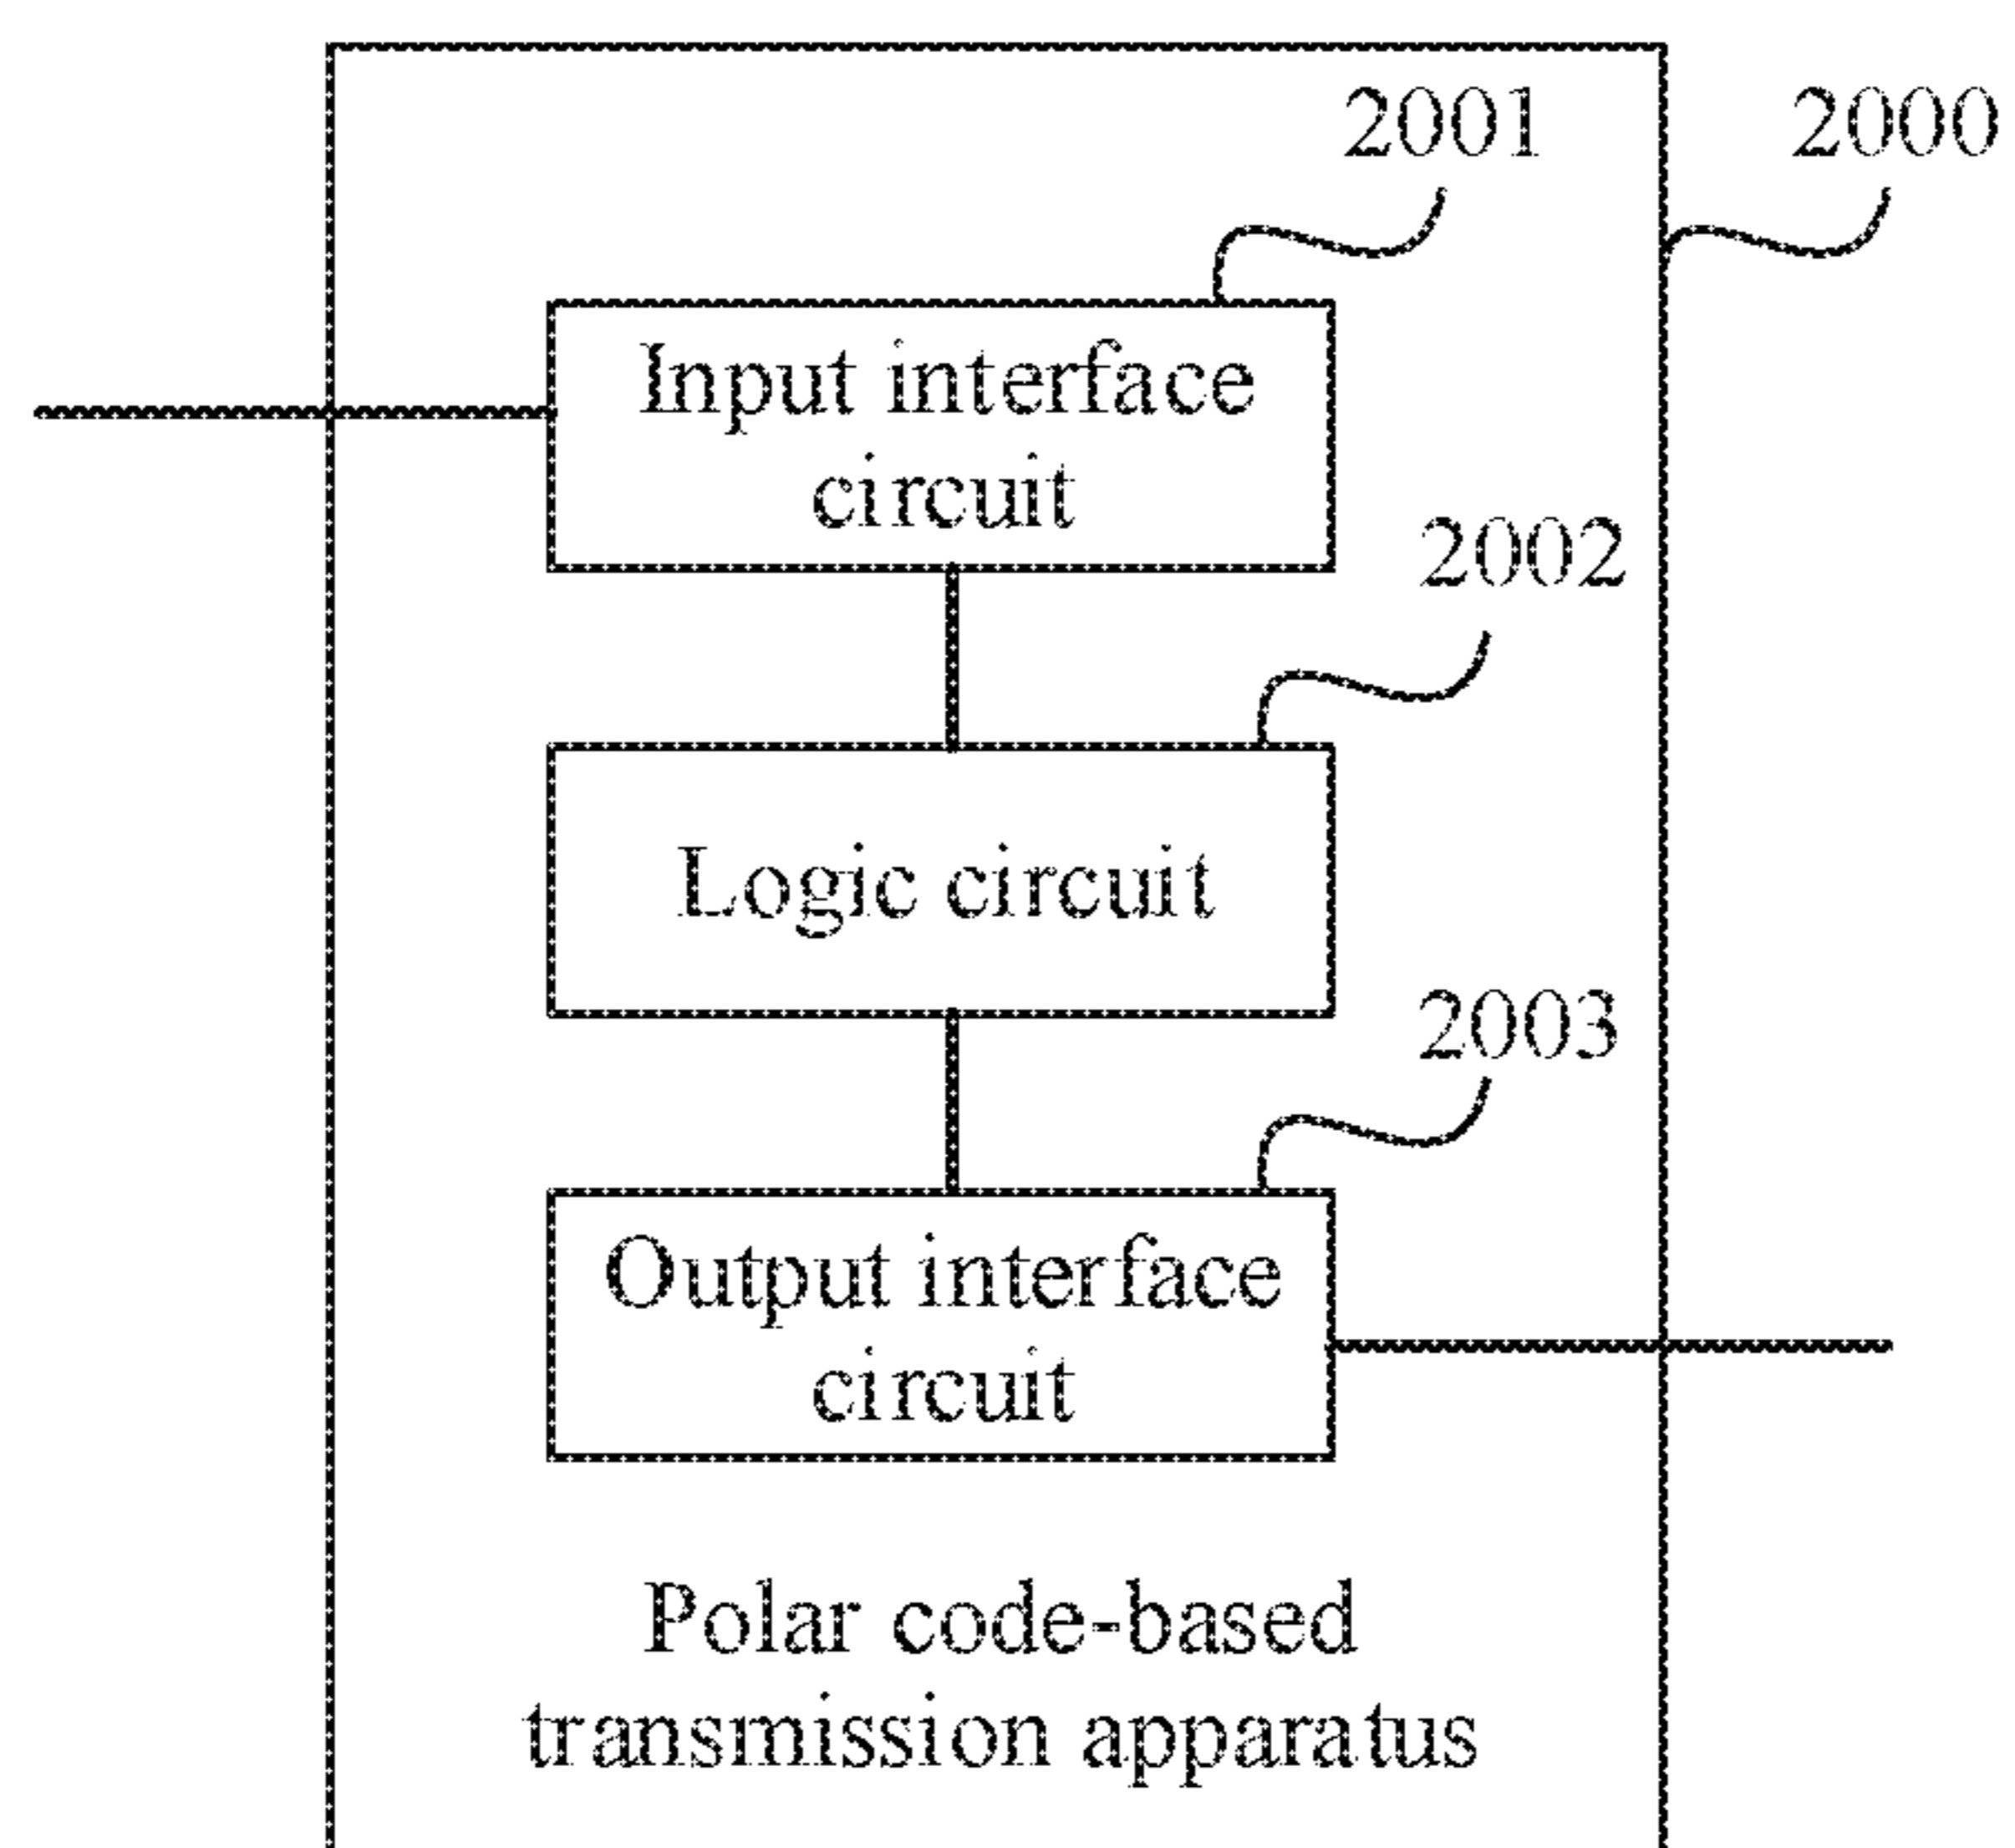 2001
2000
Input interface
circuit
2002
Logic circuit
2003
Output interface
circuit
Polar code-based
transmission apparatus